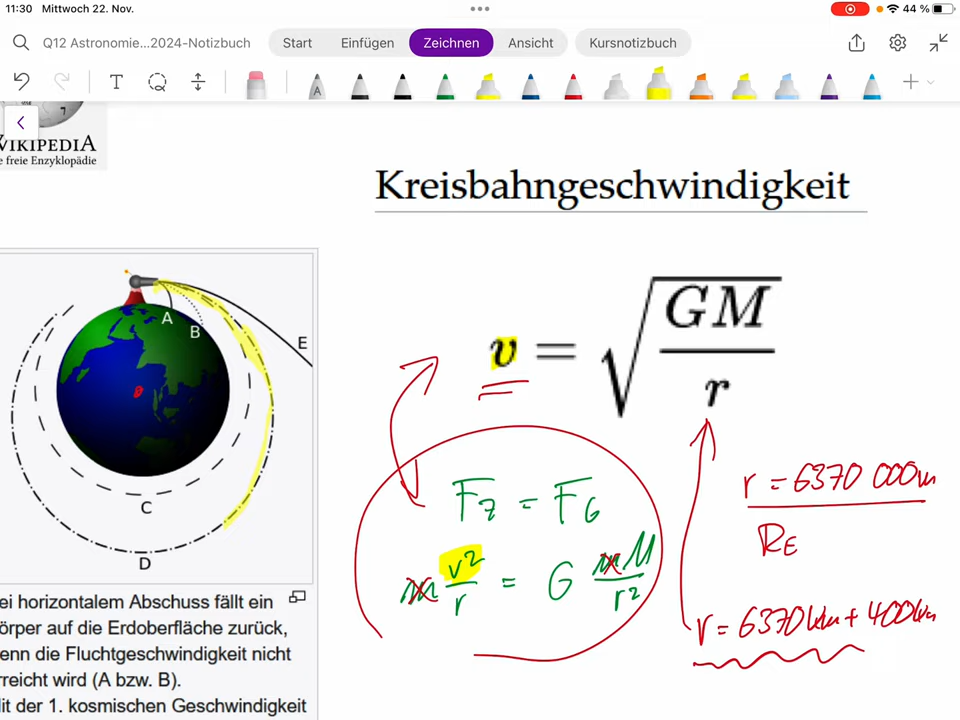 11:30 Mittwoch 22. Nov.
44 %
Q12 Astronomie...2024-Notizbuch
Start Einfügen Zeichnen Ansicht Kursnotizbuch
T
A
WIKIPEDIA
e freie Enzyklopädie
Kreisbahngeschwindigkeit
v = √(GM/r)
A
B
E
C
D
F_Z = F_G
m v²/r = G mM/r²
r = 6370 000m
R_E
r = 6370km + 400km
ei horizontalem Abschuss fällt ein
örper auf die Erdoberfläche zurück,
enn die Fluchtgeschwindigkeit nicht
rreicht wird (A bzw. B).
it der 1. kosmischen Geschwindigkeit